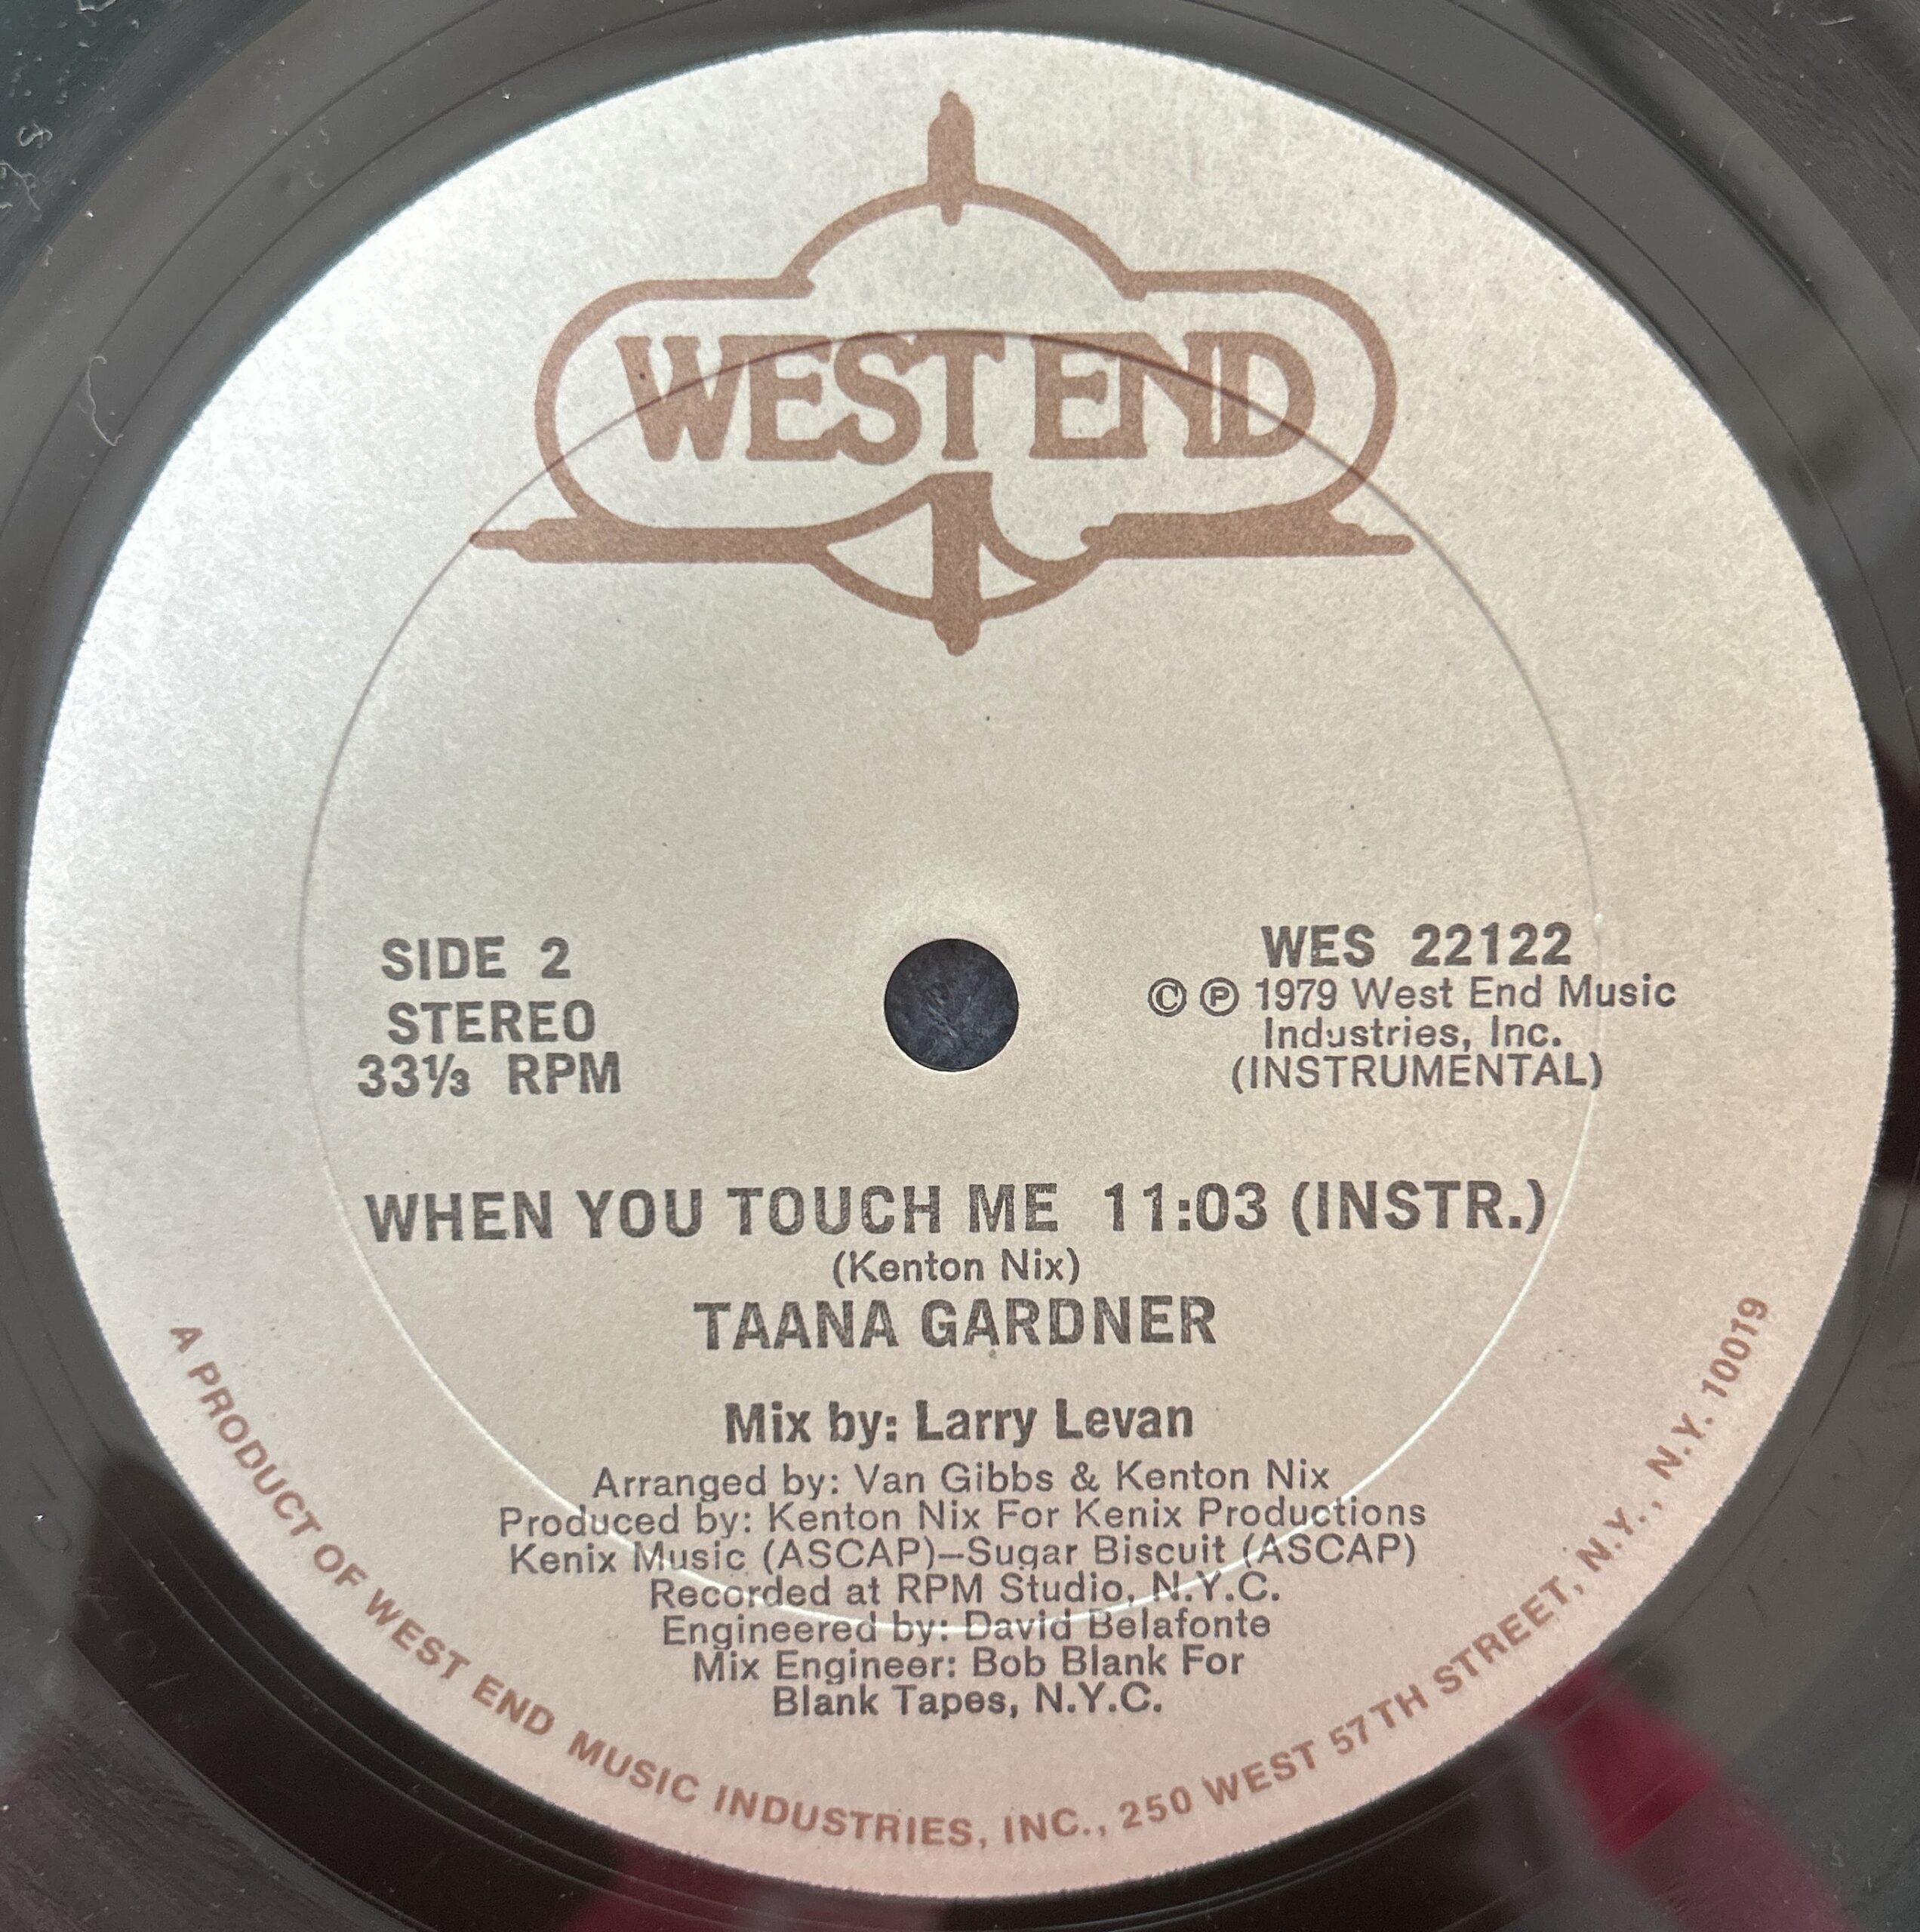 WEST END
SIDE 2
STEREO
33⅓ RPM
WES 22122
© ℗ 1979 West End Music
Industries, Inc.
(INSTRUMENTAL)
WHEN YOU TOUCH ME 11:03 (INSTR.)
(Kenton Nix)
TAANA GARDNER
Mix by: Larry Levan
Arranged by: Van Gibbs & Kenton Nix
Produced by: Kenton Nix For Kenix Productions
Kenix Music (ASCAP)—Sugar Biscuit (ASCAP)
Recorded at RPM Studio, N.Y.C.
Engineered by: David Belafonte
Mix Engineer: Bob Blank For
Blank Tapes, N.Y.C.
A PRODUCT OF WEST END MUSIC INDUSTRIES, INC., 250 WEST 57TH STREET, N.Y., N.Y. 10019